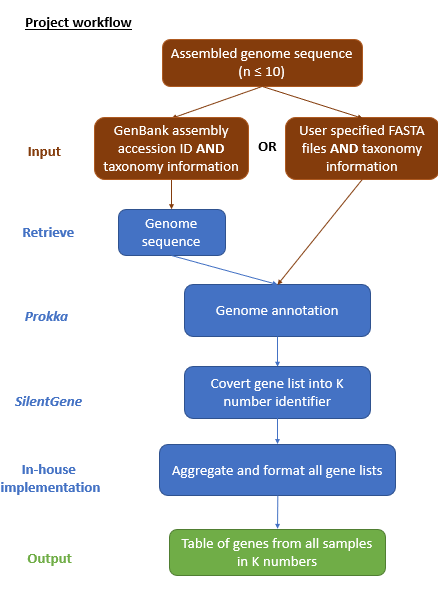 Project workflow
Assembled genome sequence
(n ≤ 10)
Input
GenBank assembly
accession ID AND
taxonomy information
OR
User specified FASTA
files AND taxonomy
information
Retrieve
Genome
sequence
Prokka
Genome annotation
SilentGene
Covert gene list into K
number identifier
In-house
implementation
Aggregate and format all gene lists
Output
Table of genes from all samples
in K numbers